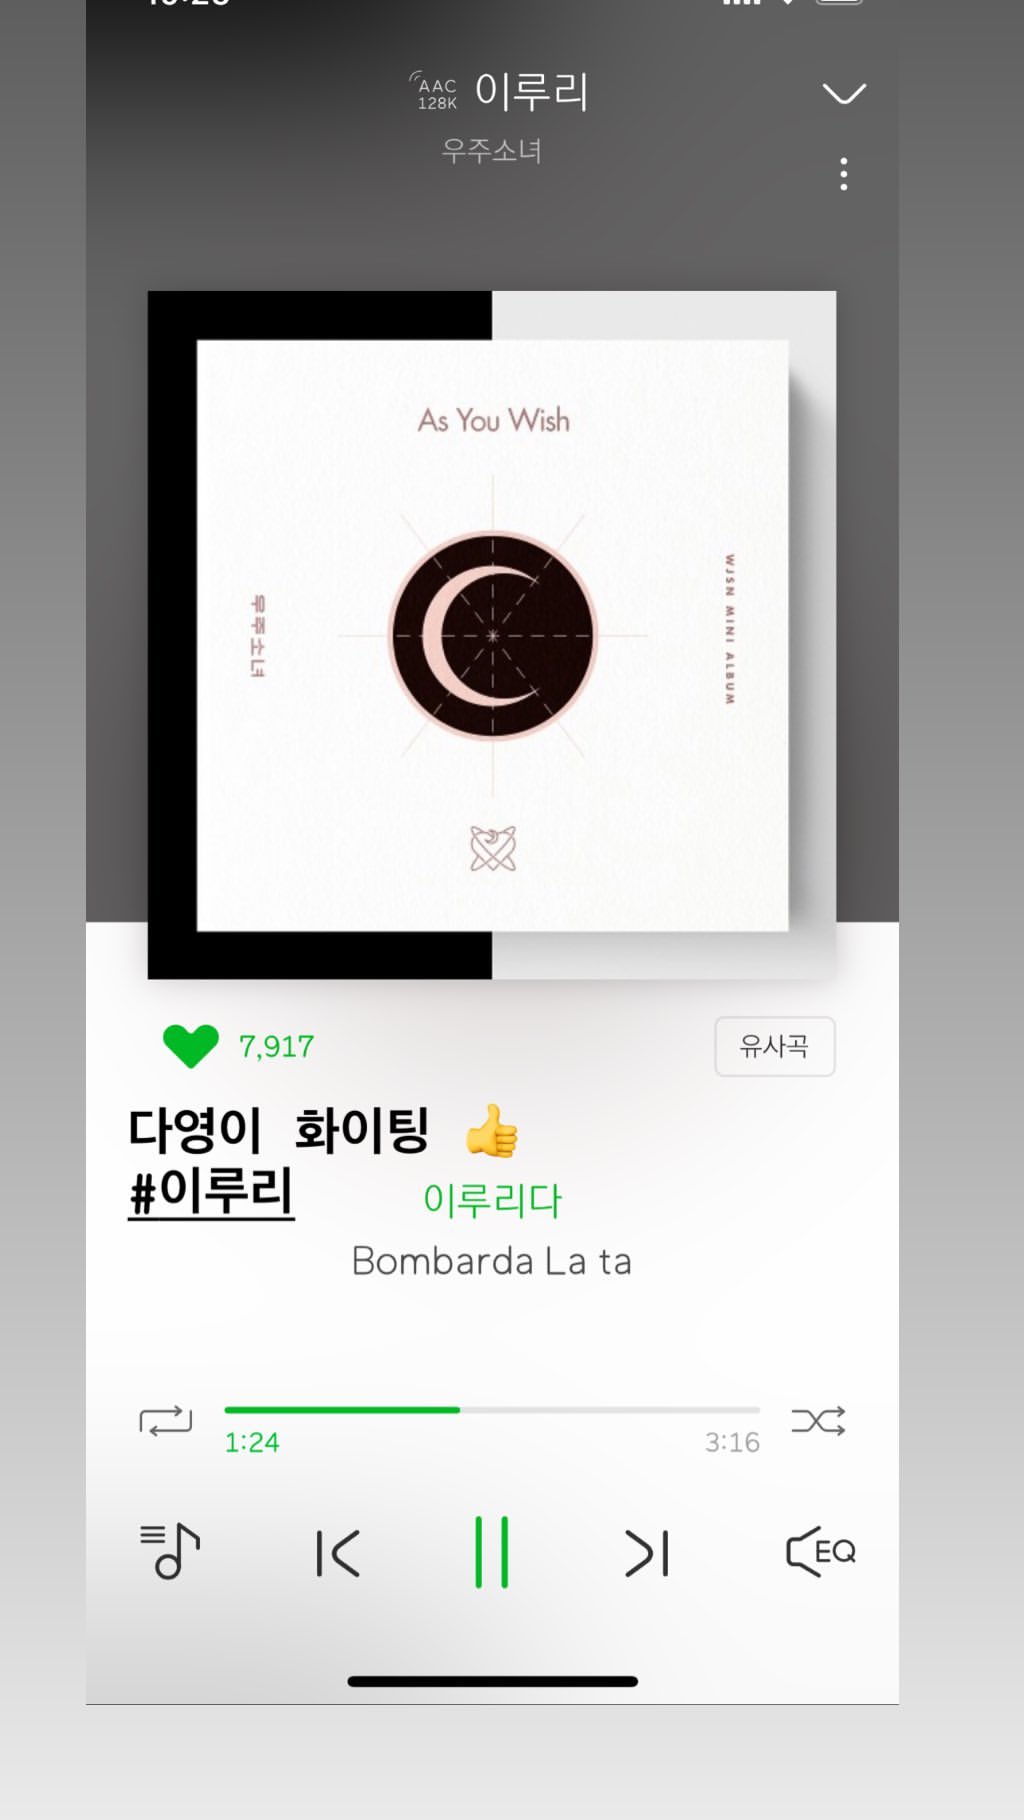 AAC
128K
이루리
우주소녀
As You Wish
우주소녀
WJSN MINI ALBUM
7,917
유사곡
다영이 화이팅 👍
#이루리
이루리다
Bombarda La ta
1:24
3:16
EQ